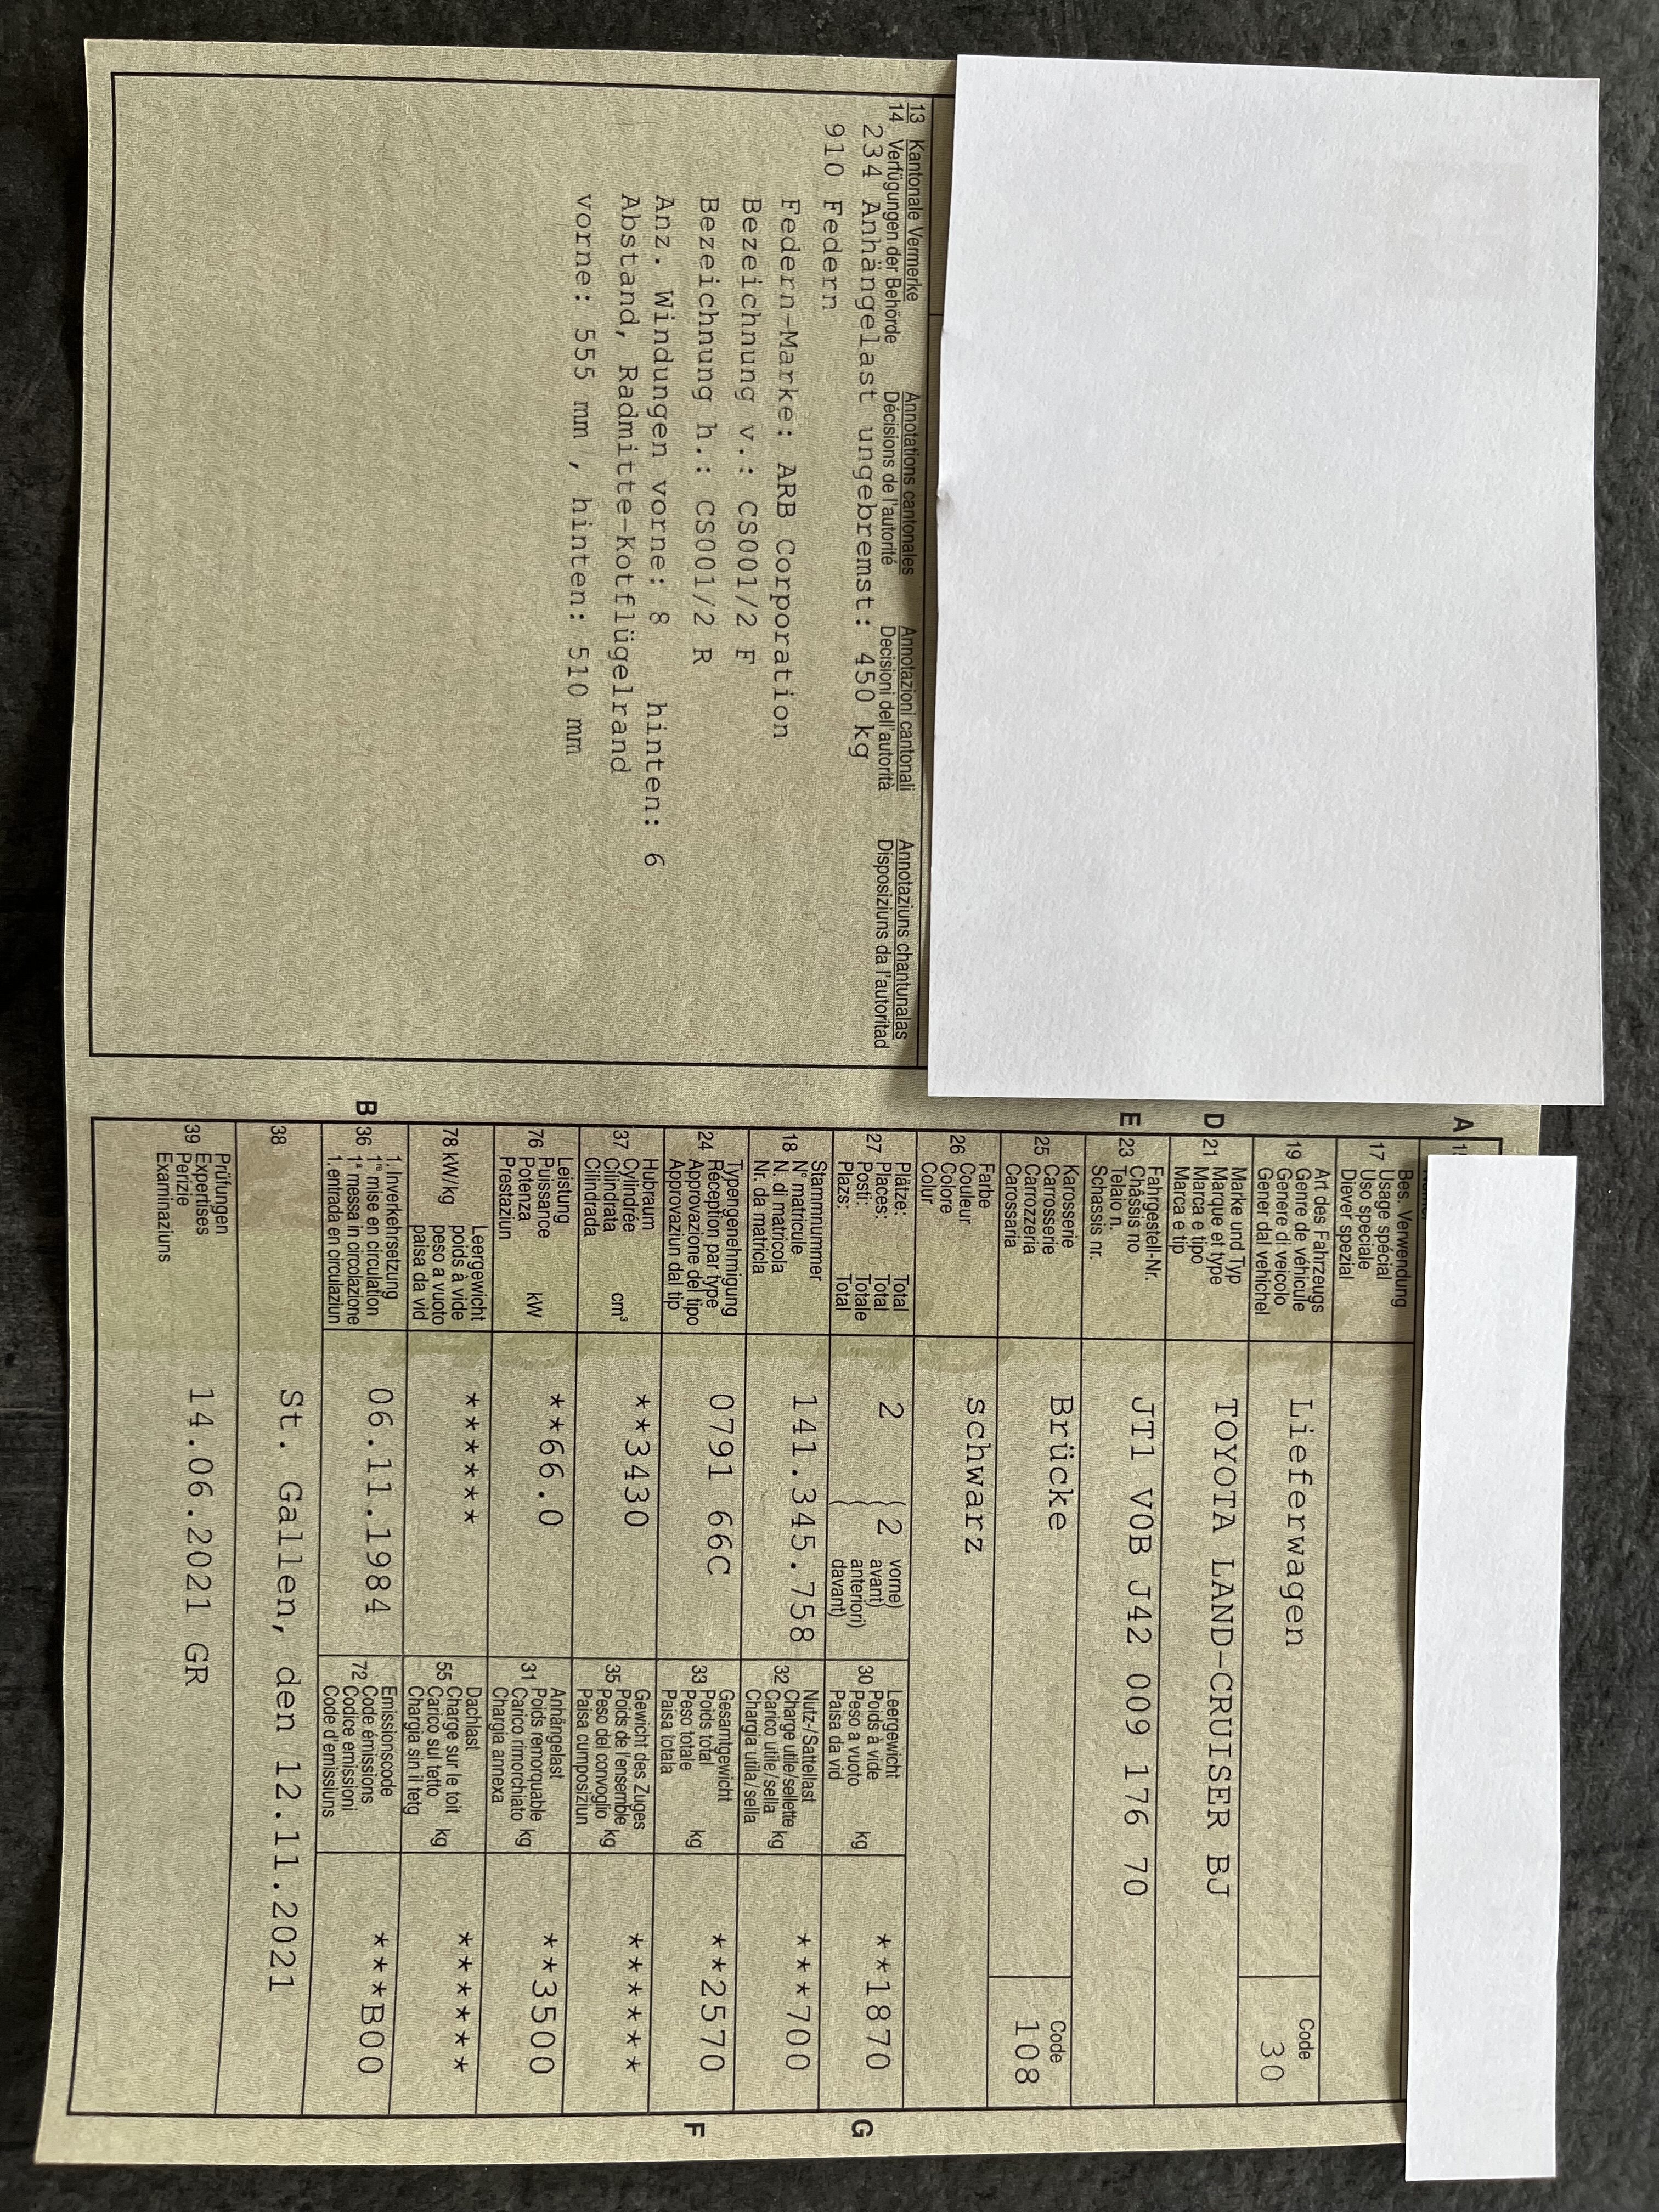 13 Kantonale Vermerke Annotations cantonales Annotazioni cantonali Annotaziuns chantunalas
14 Verfügungen der Behörde Décisions de l'autorité Decisioni dell'autorità Disposiziuns da l'autoritad
234 Anhängelast ungebremst: 450 kg
910 Federn
Federn-Marke: ARB Corporation
Bezeichnung v.: CS001/2 F
Bezeichnung h.: CS001/2 R
Anz. Windungen vorne: 8 hinten: 6
Abstand, Radmitte-Kotflügelrand
vorne: 555 mm , hinten: 510 mm
A
17 Bes. Verwendung
Usage spécial
Uso speciale
Diever spezial
19 Art des Fahrzeugs
Genre de véhicule
Genere di veicolo
Gener dal vehichel
Lieferwagen
Code
30
D 21 Marke und Typ
Marque et type
Marca e tipo
Marca e tip
TOYOTA LAND-CRUISER BJ
E 23 Fahrgestell-Nr.
Châssis no
Telaio n.
Schassis nr.
JT1 V0B J42 009 176 70
25 Karosserie
Carrosserie
Carrozzeria
Carossaria
Brücke
Code
108
26 Farbe
Couleur
Colore
Colur
schwarz
27 Plätze: Total
Places: Total
Posti: Totale
Plazs: Total
2 ( 2 vorne)
avant)
anteriori)
davant)
30 Leergewicht
Poids à vide
Peso a vuoto kg
Paisa da vid
**1870
G
18 Stammnummer
N° matricule
N. di matricola
Nr. da matricla
141.345.758
32 Nutz-/Sattellast
Charge utile/sellette
Carico utile/sella kg
Chargia utila/sella
***700
24 Typengenehmigung
Réception par type
Approvazione del tipo
Approvaziun dal tip
0791 66C
33 Gesamtgewicht
Poids total
Peso totale kg
Paisa totala
**2570
F
37 Hubraum
Cylindrée
Cilindrata cm³
Cilindrada
**3430
35 Gewicht des Zuges
Poids de l'ensemble
Peso del convoglio kg
Paisa cumposiziun
******
76 Leistung
Puissance
Potenza kW
Prestaziun
**66.0
31 Anhängelast
Poids remorquable
Carico rimorchiato kg
Chargia annexa
**3500
78 kW/kg Leergewicht
poids à vide
peso a vuoto
paisa da vid
******
55 Dachlast
Charge sur le toit
Carico sul tetto kg
Chargia sin il tetg
******
B 36 1. Inverkehrsetzung
1re mise en circulation
1a messa in circolazione
1. entrada en circulaziun
06.11.1984
72 Emissionscode
Code émissions
Codice emissioni
Code d'emissiuns
***B00
38 St. Gallen, den 12.11.2021
39 Prüfungen
Expertises
Perizie
Examinaziuns
14.06.2021 GR